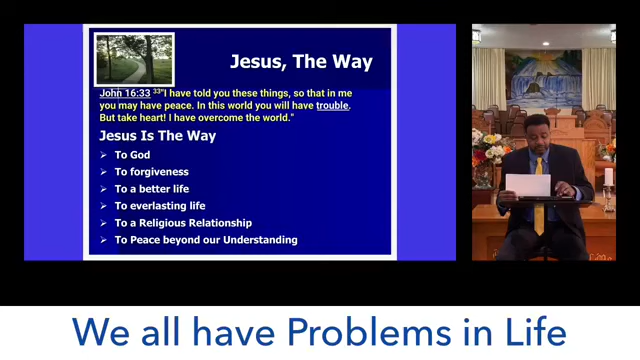 Jesus, The Way
John 16:33 33"I have told you these things, so that in me
you may have peace. In this world you will have trouble.
But take heart! I have overcome the world."
Jesus Is The Way
To God
To forgiveness
To a better life
To everlasting life
To a Religious Relationship
To Peace beyond our Understanding
We all have Problems in Life